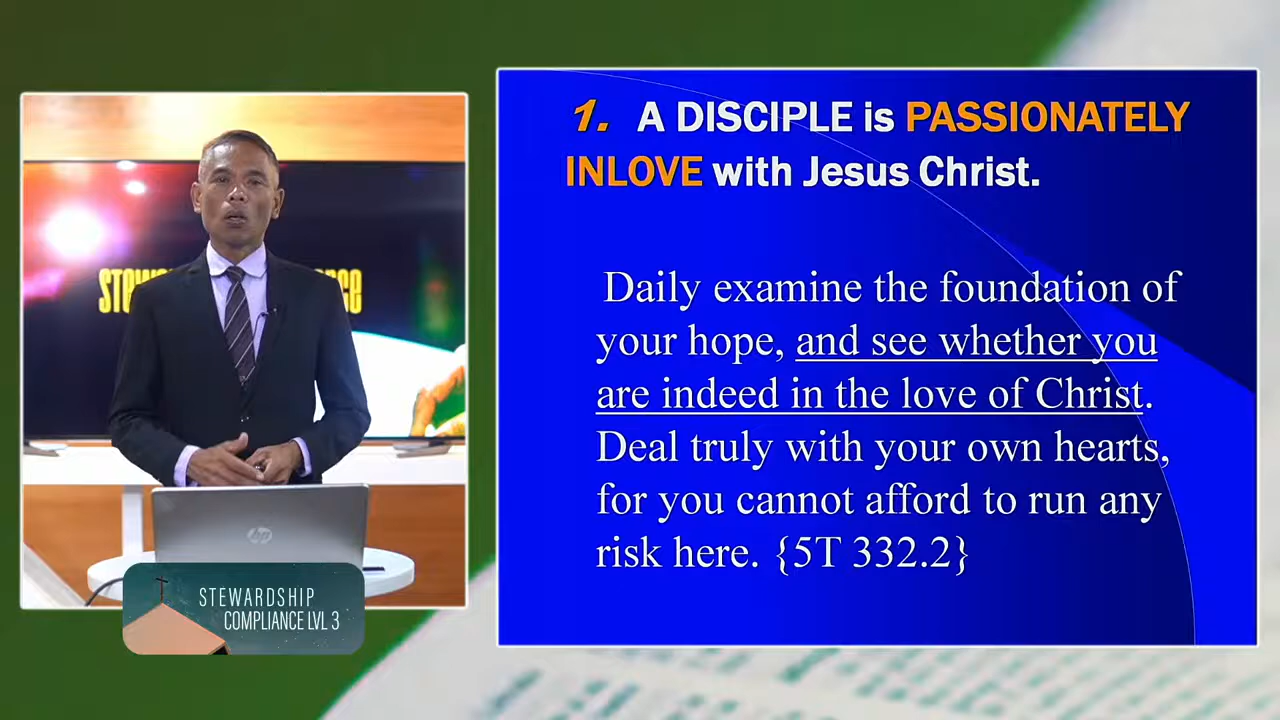 1. A DISCIPLE is PASSIONATELY
INLOVE with Jesus Christ.
Daily examine the foundation of
your hope, and see whether you
are indeed in the love of Christ.
Deal truly with your own hearts,
for you cannot afford to run any
risk here. {5T 332.2}
hp
STEWARDSHIP
COMPLIANCE LVL 3